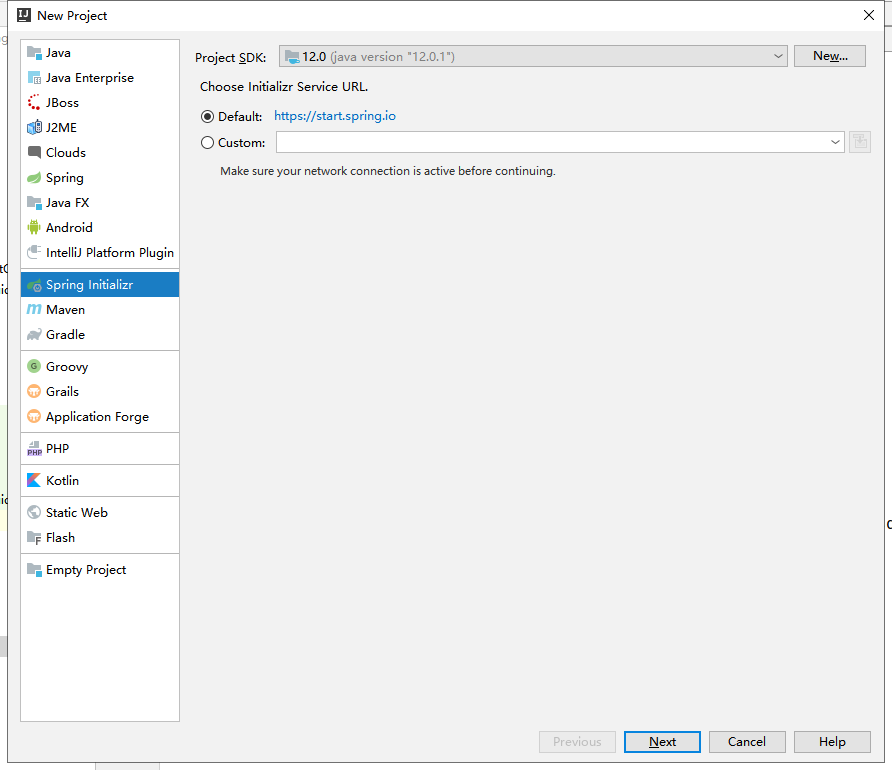 New Project
Java
Java Enterprise
JBoss
J2ME
Clouds
Spring
Java FX
Android
IntelliJ Platform Plugin
Spring Initializr
Maven
Gradle
Groovy
Grails
Application Forge
PHP
Kotlin
Static Web
Flash
Empty Project
Project SDK: 12.0 (java version "12.0.1") New...
Choose Initializr Service URL.
Default: https://start.spring.io
Custom:
Make sure your network connection is active before continuing.
Previous Next Cancel Help